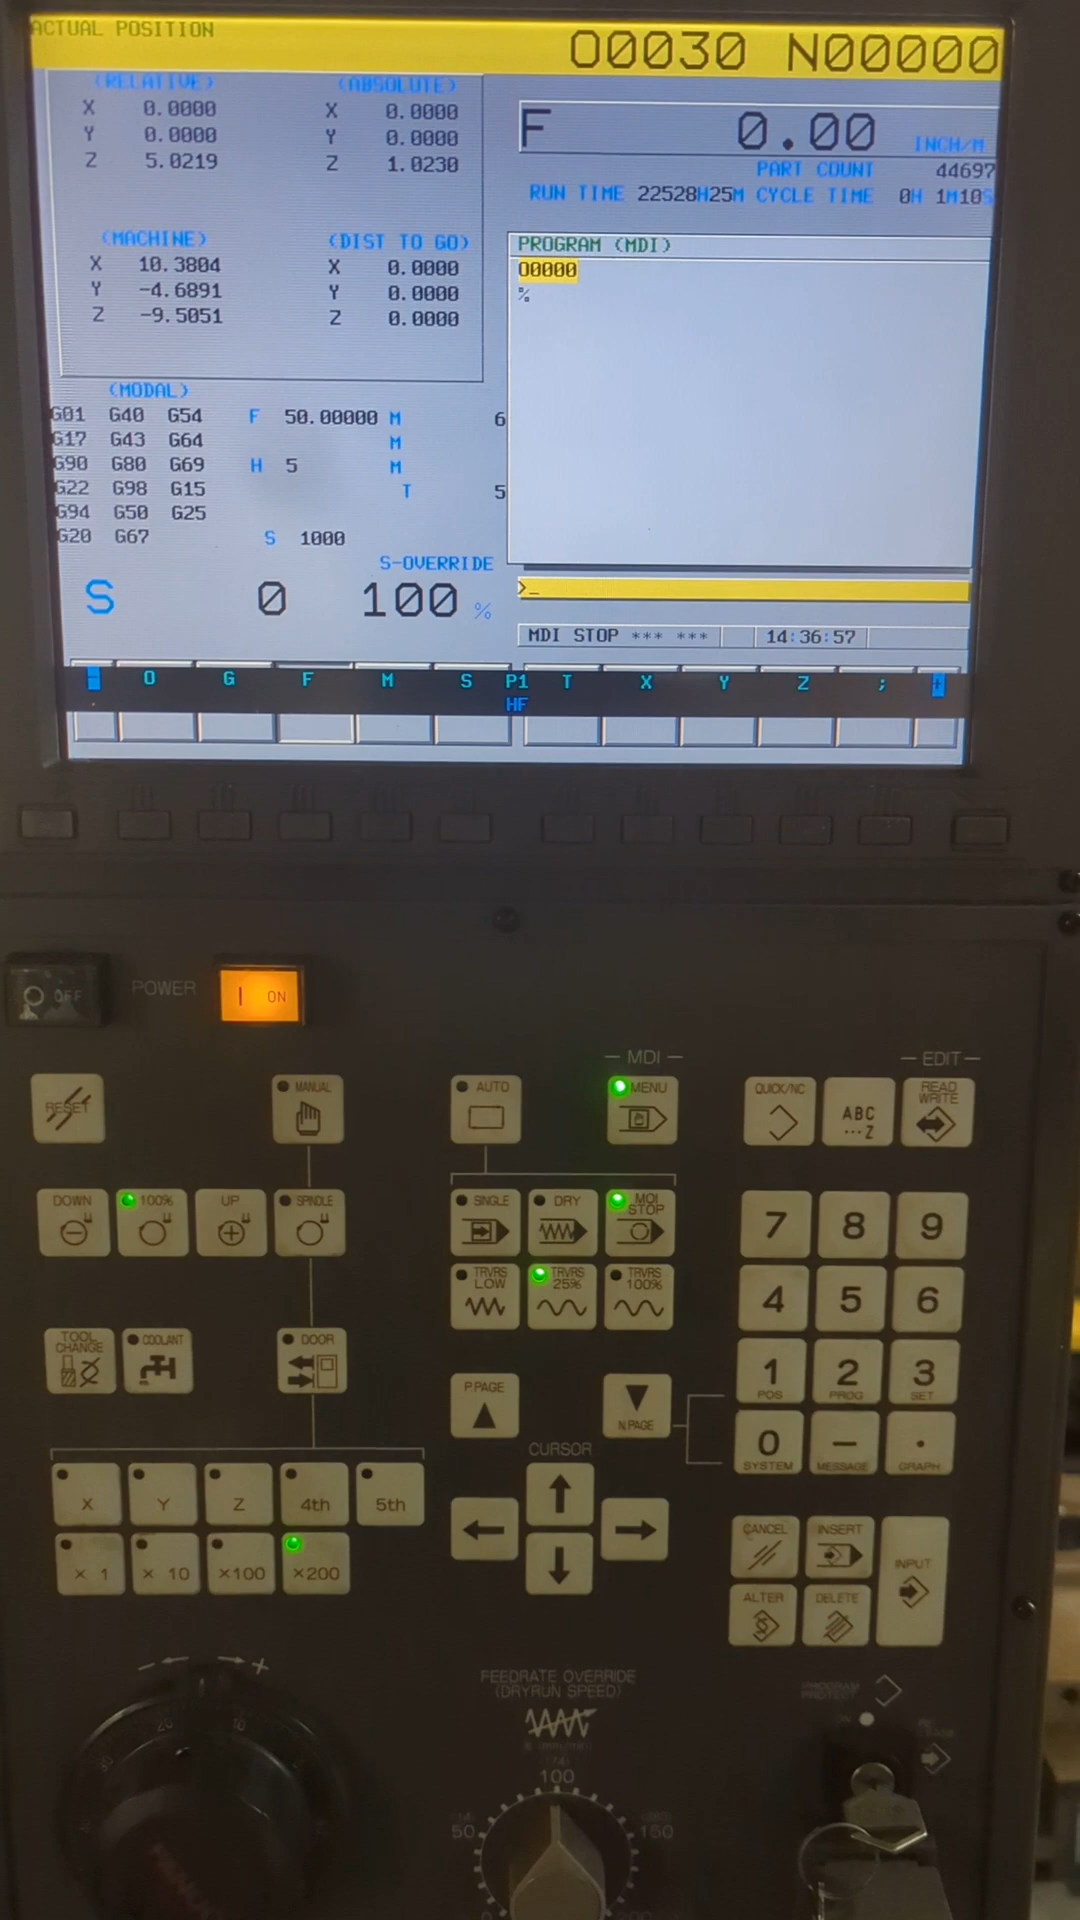 ACTUAL POSITION O0030 N00000
(RELATIVE) (ABSOLUTE)
X 0.0000 X 0.0000
Y 0.0000 Y 0.0000
Z 5.0219 Z 1.0230
F 0.00 INCH/M
PART COUNT 44697
RUN TIME 22528H25M CYCLE TIME 0H 1M10S
(MACHINE) (DIST TO GO)
X 10.3804 X 0.0000
Y -4.6891 Y 0.0000
Z -9.5051 Z 0.0000
PROGRAM (MDI)
O0000
%
(MODAL)
G01 G40 G54 F 50.00000 M 6
G17 G43 G64 M
G90 G80 G69 H 5 M
G22 G98 G15 T 5
G94 G50 G25
G20 G67 S 1000
S-OVERRIDE
S 0 100 %
>_
MDI STOP *** *** 14:36:57
- O G F M S P1 T X Y Z ; +
HF
OFF POWER ON
MDI EDIT
RESET MANUAL AUTO MENU QUICK/NC ABC ...Z READ WRITE
DOWN 100% UP SPINDLE SINGLE DRY MDI STOP 7 8 9
TRVRS LOW TRVRS 25% TRVRS 100% 4 5 6
TOOL CHANGE COOLANT DOOR P.PAGE N.PAGE 1 POS 2 PROG 3 SET
CURSOR 0 SYSTEM - MESSAGE . GRAPH
X Y Z 4th 5th
×1 ×10 ×100 ×200
CANCEL INSERT INPUT
ALTER DELETE
- +
FEEDRATE OVERRIDE
(DRYRUN SPEED)
PROGRAM
PROTECT
ON
20 10
100
50 150
0